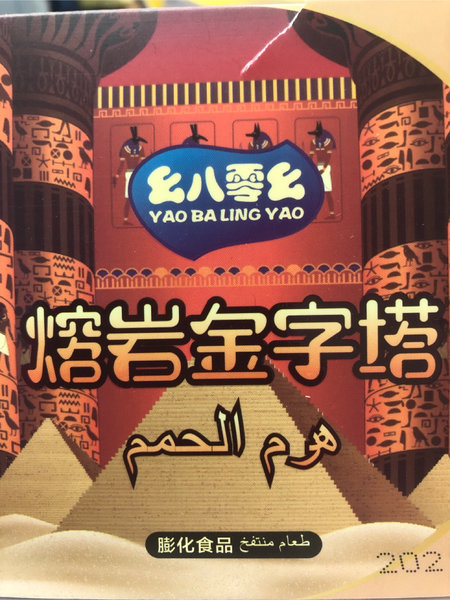 幺八零幺
YAO BA LING YAO
熔岩金字塔
هرم الحمم
膨化食品 طعام منتفخ
202